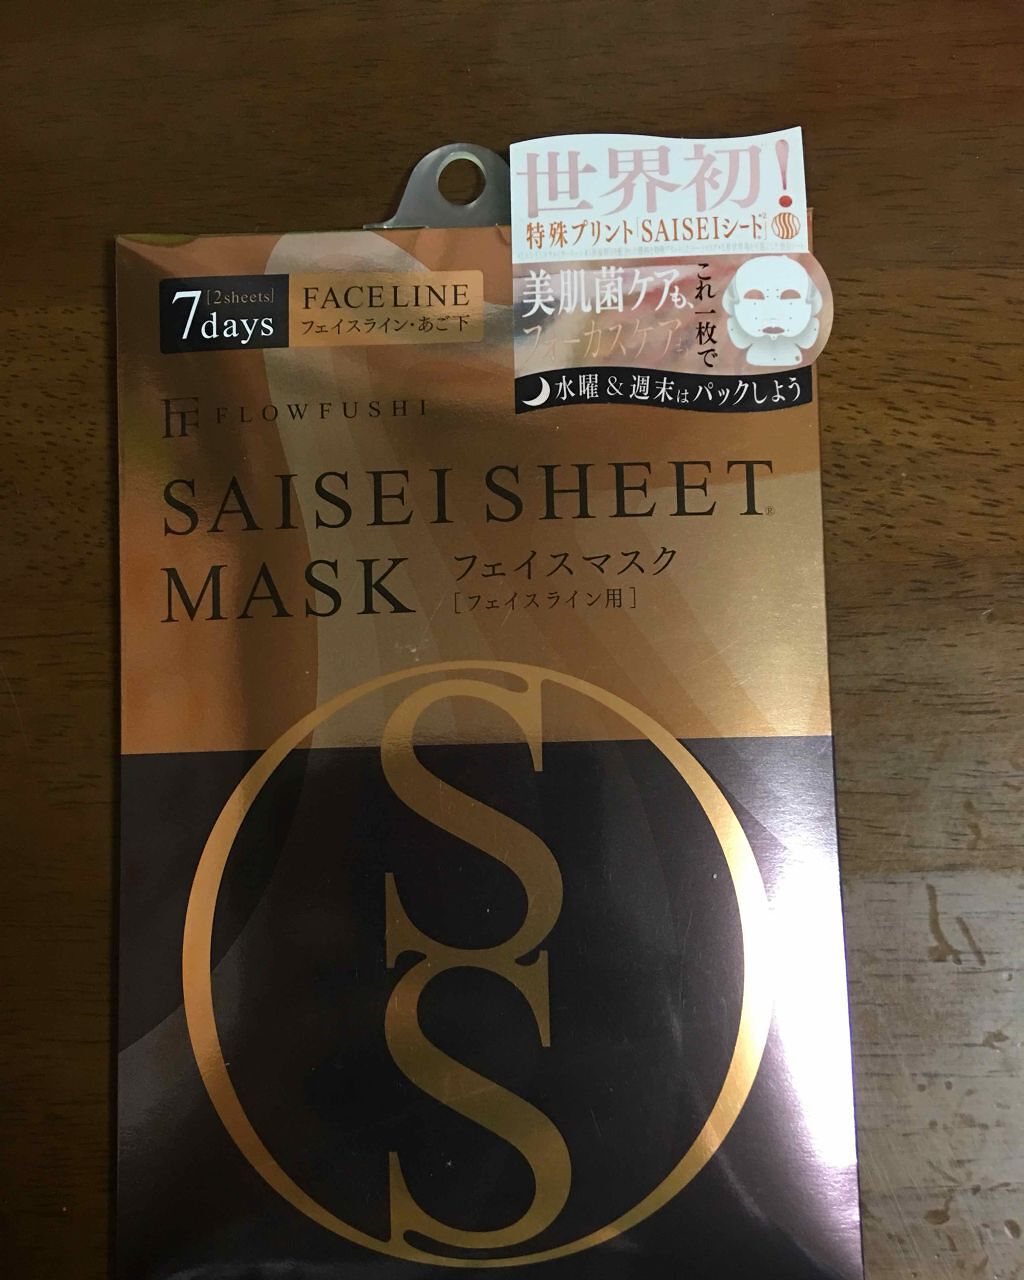 世界初!
特殊プリント「SAISEIシート」※2
美肌菌ケアも、
フォーカスケアも
これ一枚で
水曜&週末はパックしよう
7days
[2sheets]
FACELINE
フェイスライン・あご下
FF FLOWFUSHI
SAISEI SHEET®
MASK フェイスマスク
[フェイスライン用]
SS